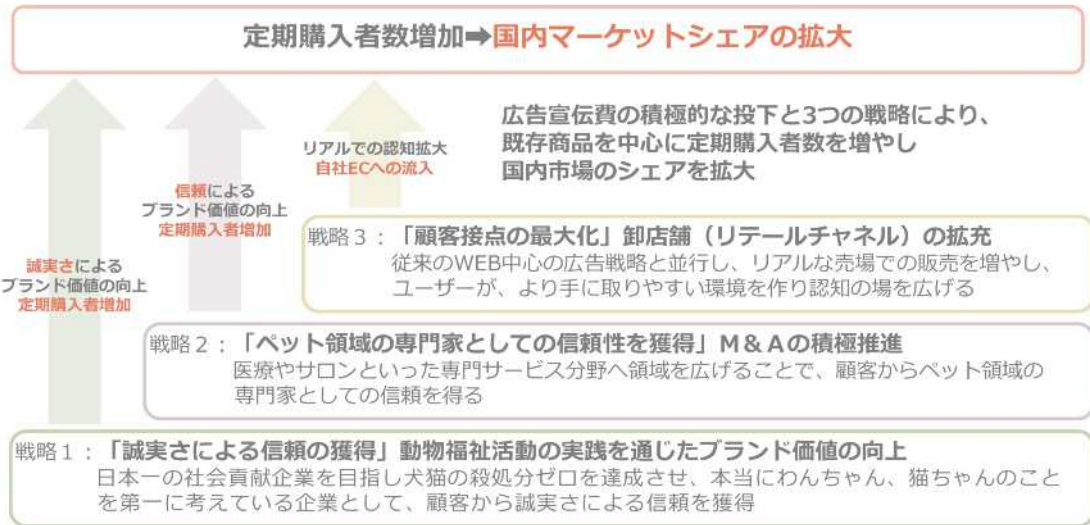 定期購入者数増加➡国内マーケットシェアの拡大
広告宣伝費の積極的な投下と3つの戦略により、
既存商品を中心に定期購入者数を増やし
国内市場のシェアを拡大
リアルでの認知拡大
自社ECへの流入
信頼による
ブランド価値の向上
定期購入者増加
誠実さによる
ブランド価値の向上
定期購入者増加
戦略3：「顧客接点の最大化」卸店舗（リテールチャネル）の拡充
従来のWEB中心の広告戦略と並行し、リアルな売場での販売を増やし、
ユーザーが、より手に取りやすい環境を作り認知の場を広げる
戦略2：「ペット領域の専門家としての信頼性を獲得」M&Aの積極推進
医療やサロンといった専門サービス分野へ領域を広げることで、顧客からペット領域の
専門家としての信頼を得る
戦略1：「誠実さによる信頼の獲得」動物福祉活動の実践を通じたブランド価値の向上
日本一の社会貢献企業を目指し犬猫の殺処分ゼロを達成させ、本当にわんちゃん、猫ちゃんのこと
を第一に考えている企業として、顧客から誠実さによる信頼を獲得